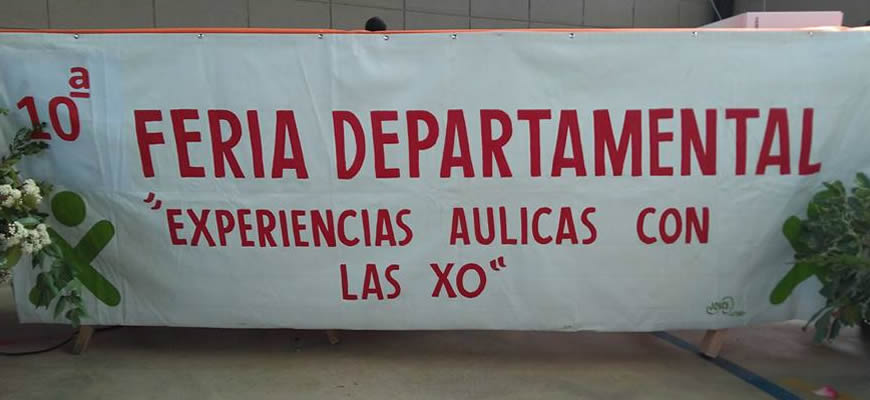 10ª
FERIA DEPARTAMENTAL
"EXPERIENCIAS AULICAS CON
LAS XO"